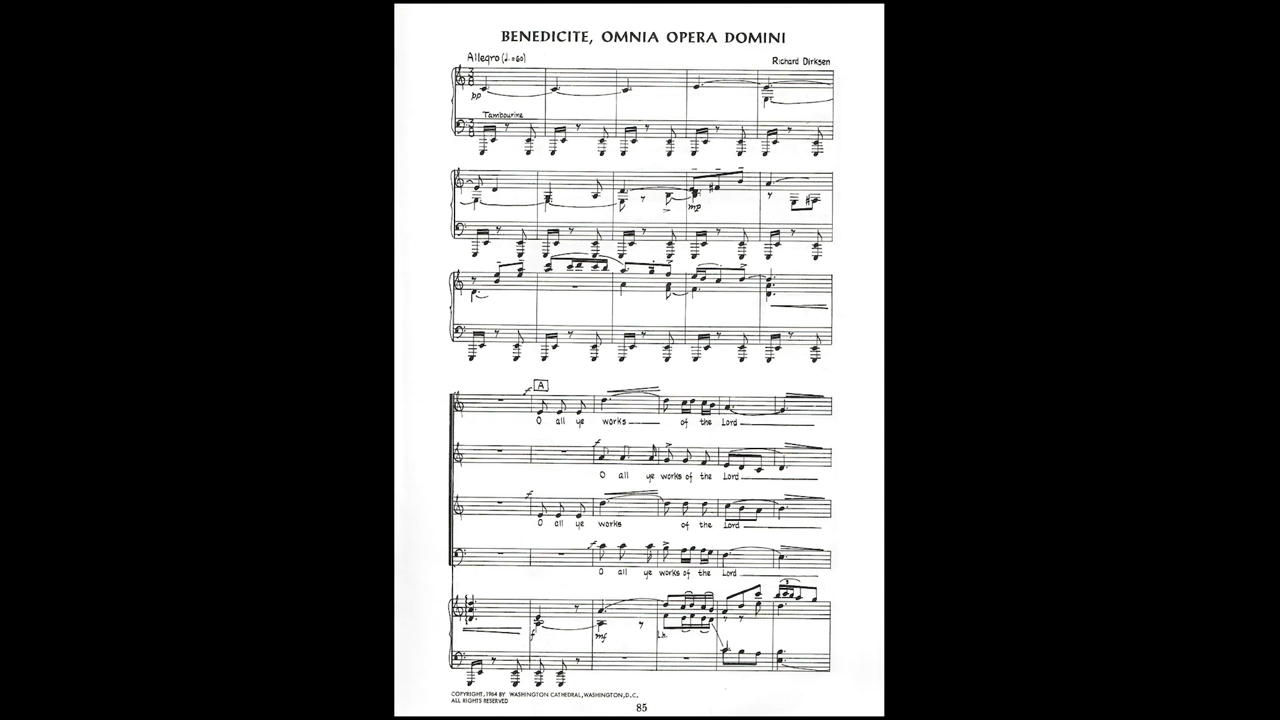 BENEDICITE, OMNIA OPERA DOMINI
Allegro (♩. = 60)
Richard Dirksen
pp
Tambourine
mp
A
f
O all ye works of the Lord
f
O all ye works of the Lord
f
O all ye works of the Lord
f
O all ye works of the Lord
3
f
mf
l.h.
COPYRIGHT, 1964 BY WASHINGTON CATHEDRAL, WASHINGTON, D.C.
ALL RIGHTS RESERVED
85